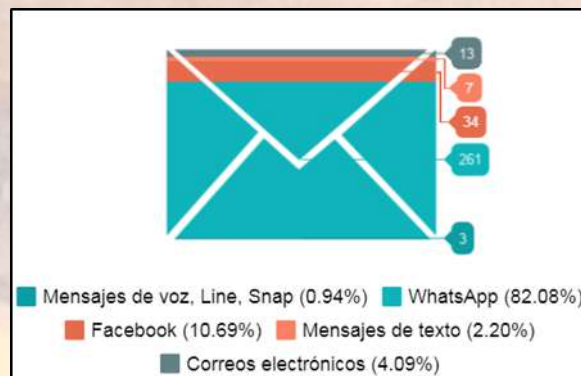 13
7
34
261
3
Mensajes de voz, Line, Snap (0.94%) WhatsApp (82.08%)
Facebook (10.69%) Mensajes de texto (2.20%)
Correos electrónicos (4.09%)